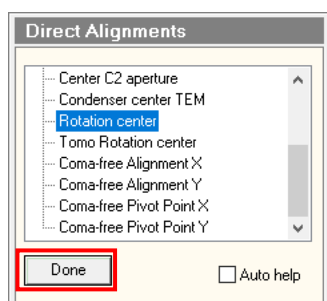 Direct Alignments
Center C2 aperture
Condenser center TEM
Rotation center
Tomo Rotation center
Coma-free Alignment X
Coma-free Alignment Y
Coma-free Pivot Point X
Coma-free Pivot Point Y
Done
Auto help